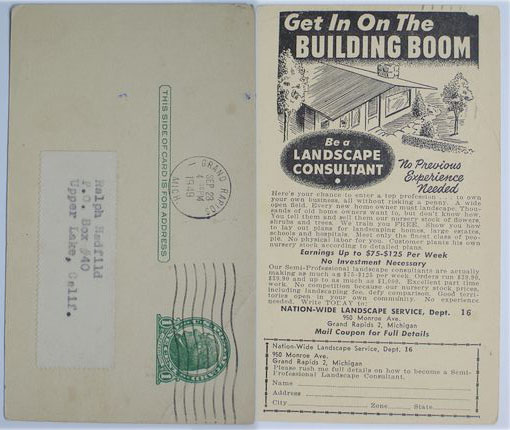 THIS SIDE OF CARD IS FOR ADDRESS
GRAND RAPIDS
SEP 23
1949
MICH.
Ralph Hadfild
P.O. Box 940
Upper Lake, Calif.
Get In On The
BUILDING BOOM
Be a
LANDSCAPE
CONSULTANT
No Previous
Experience
Needed
Here's your chance to enter a top profession . . . to own
your own business, all without risking a penny. A wide
open field. Every new home owner must landscape. Thou-
sands of old home owners want to, but don't know how.
You tell them and sell them our nursery stock of flowers,
shrubs and trees. We train you FREE. Show you how
to lay out plans for landscaping homes, large estates,
schools and hospitals. Meet only the finest class of peo-
ple. No physical labor for you. Customer plants his own
nursery stock according to detailed plans.
Earnings Up to $75-$125 Per Week
No Investment Necessary
Our Semi-Professional landscape consultants are actually
making as much as $75-$125 per week. Orders run $29.90,
$39.90 and up to as much as $1,000. Excellent part time
work. No competition because our nursery stock prices,
including landscaping fee, defy comparison. Good terri-
tories open in your own community. No experience
needed. Write TODAY to:
NATION-WIDE LANDSCAPE SERVICE, Dept. 16
950 Monroe Ave.
Grand Rapids 2, Michigan
Mail Coupon for Full Details
Nation-Wide Landscape Service, Dept. 16
950 Monroe Ave.
Grand Rapids 2, Michigan
Please rush me full details on how to become a Semi-
Professional Landscape Consultant.
Name
Address
City Zone State